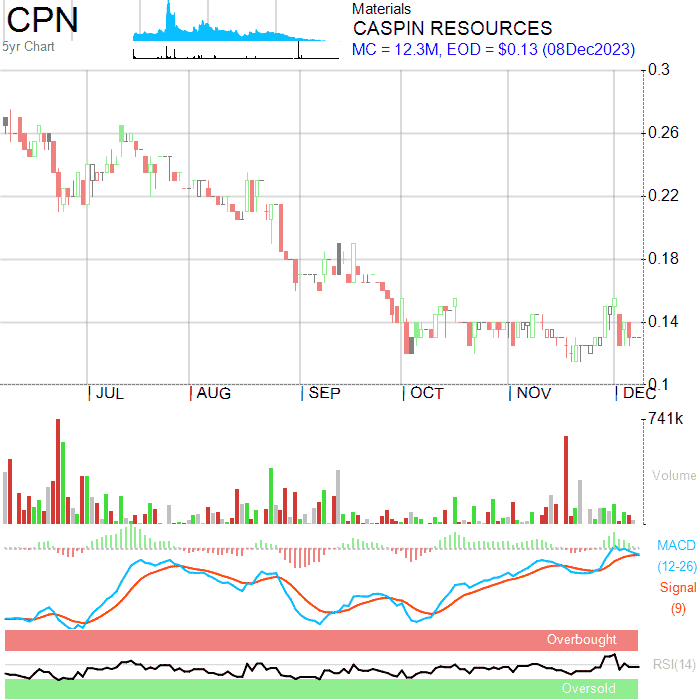 CPN
5yr Chart
Materials
CASPIN RESOURCES
MC = 12.3M, EOD = $0.13 (08Dec2023)
0.3
0.26
0.22
0.18
0.14
0.1
JUL AUG SEP OCT NOV DEC
741k
Volume
MACD
(12-26)
Signal
(9)
Overbought
RSI(14)
Oversold